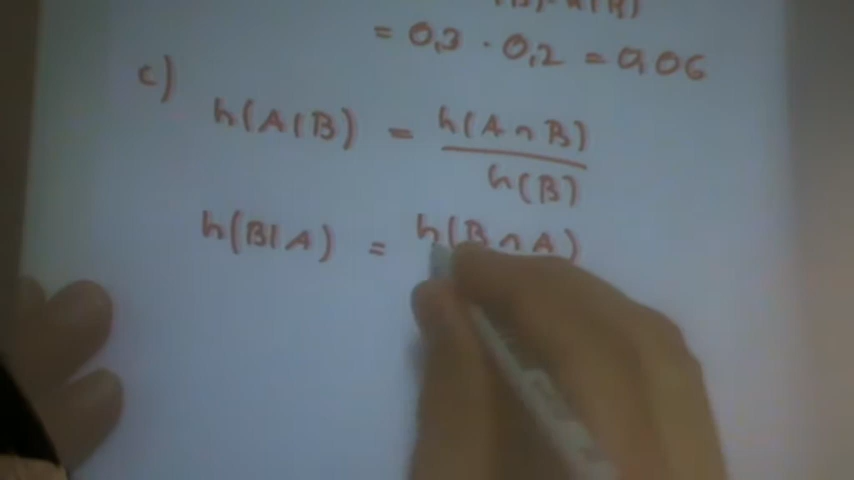 = 0,3 · 0,2 = 0,06
c)
h(A|B) = h(A∩B) / h(B)
h(B|A) = h(B∩A)